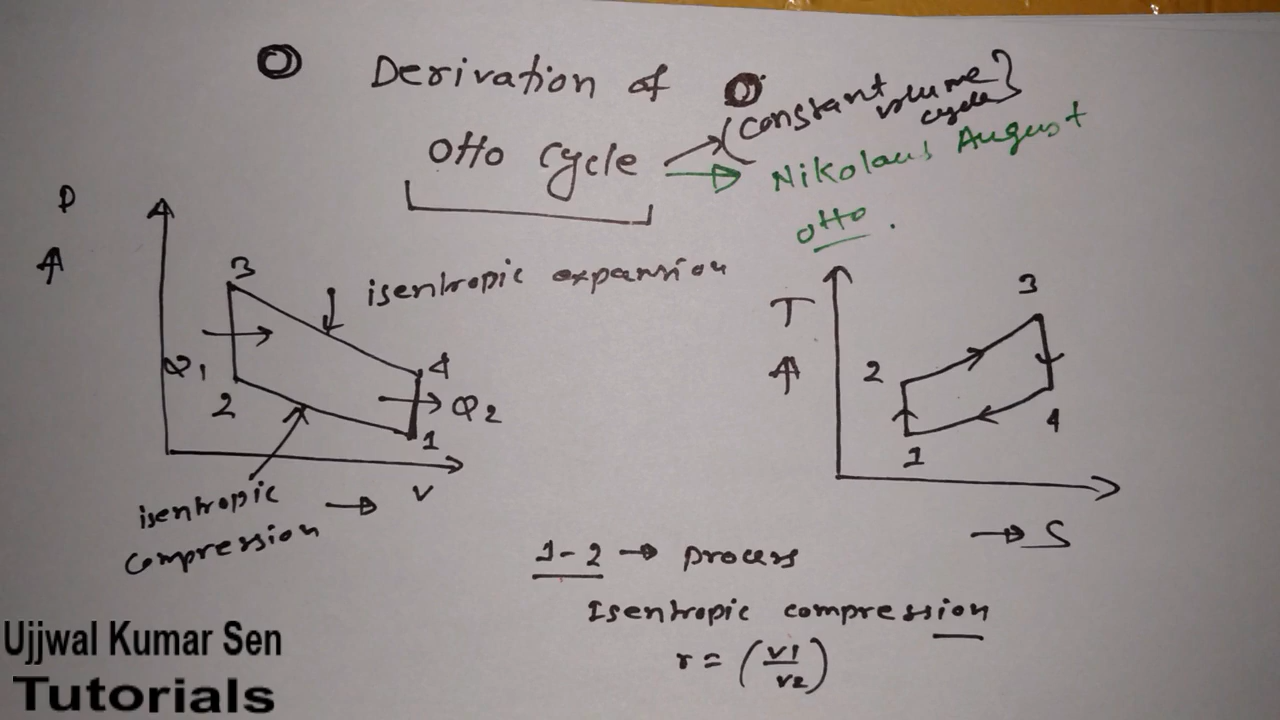 Derivation of
Otto cycle
(constant volume cycle)
Nikolaus August
Otto.
P
3
isentropic expansion
Q1
4
2
Q2
1
V
isentropic
compression
T
3
2
4
1
S
1-2 → process
Isentropic compression
r = (v1/v2)
Ujjwal Kumar Sen
Tutorials